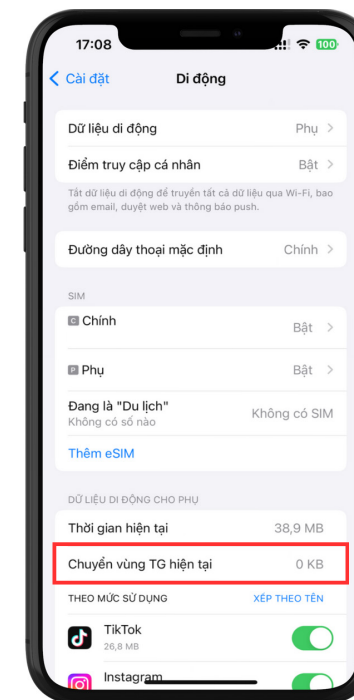 17:08
100
Cài đặt
Di động
Dữ liệu di động
Phụ
Điểm truy cập cá nhân
Bật
Tắt dữ liệu di động để truyền tất cả dữ liệu qua Wi-Fi, bao
gồm email, duyệt web và thông báo push.
Đường dây thoại mặc định
Chính
SIM
C Chính
Bật
P Phụ
Bật
Đang là "Du lịch"
Không có số nào
Không có SIM
Thêm eSIM
DỮ LIỆU DI ĐỘNG CHO PHỤ
Thời gian hiện tại
38,9 MB
Chuyển vùng TG hiện tại
0 KB
THEO MỨC SỬ DỤNG
XẾP THEO TÊN
TikTok
26,8 MB
Instagram